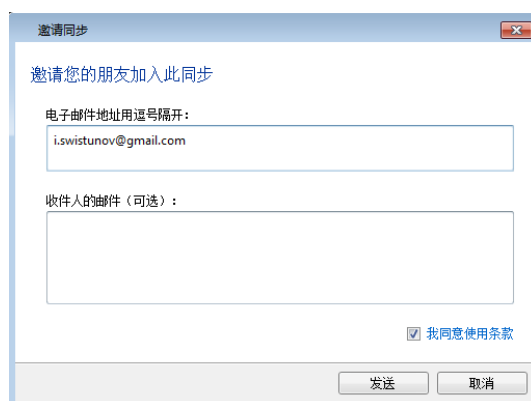 邀请同步
邀请您的朋友加入此同步
电子邮件地址用逗号隔开：
i.swistunov@gmail.com
收件人的邮件（可选）：
我同意使用条款
发送
取消